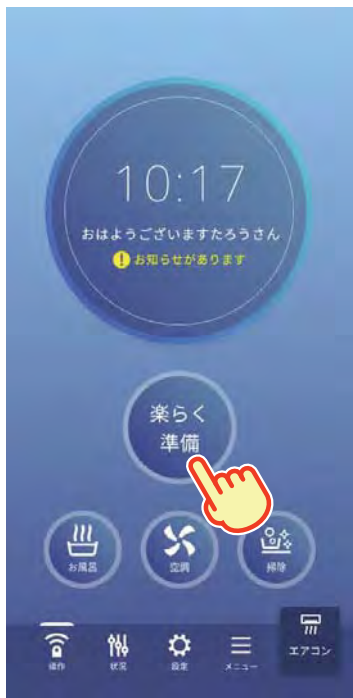 10:17
おはようございますたろうさん
! お知らせがあります
楽らく
準備
お風呂
空調
掃除
操作
状況
設定
メニュー
エアコン